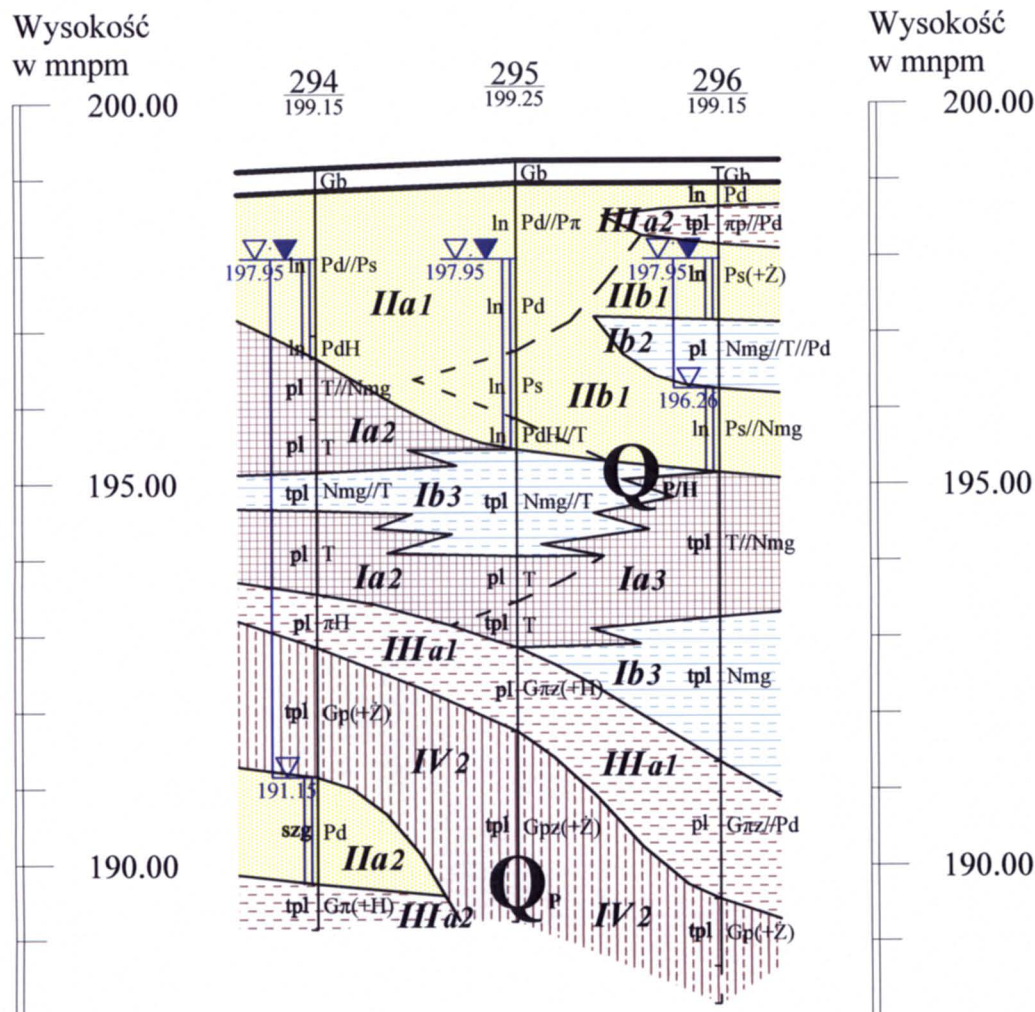 Wysokość
w mnpm
Wysokość
w mnpm
294
199.15
295
199.25
296
199.15
200.00
200.00
Gb
Gb
Gb
ln Pd
ln Pd//Pπ
IIIa2
tpl πp//Pd
197.95
197.95
197.95
ln Pd//Ps
ln Ps(+Ż)
IIa1
IIb1
ln Pd
ln PdH
Ib2
pl Nmg//T//Pd
pl T//Nmg
ln Ps
IIb1
196.26
Ia2
ln PdH//T
ln Ps//Nmg
pl T
Q P/H
195.00
195.00
tpl Nmg//T
Ib3
tpl Nmg//T
tpl T//Nmg
pl T
Ia2
pl T
Ia3
pl πH
tpl T
IIIa1
Ib3
tpl Nmg
pl Gπz(+H)
tpl Gp(+Ż)
IV2
IIIa1
191.15
szg Pd
tpl Gpz(+Ż)
pl Gπz//Pd
IIa2
190.00
190.00
Q P
tpl Gπ(+H)
IIIa2
IV2
tpl Gp(+Ż)